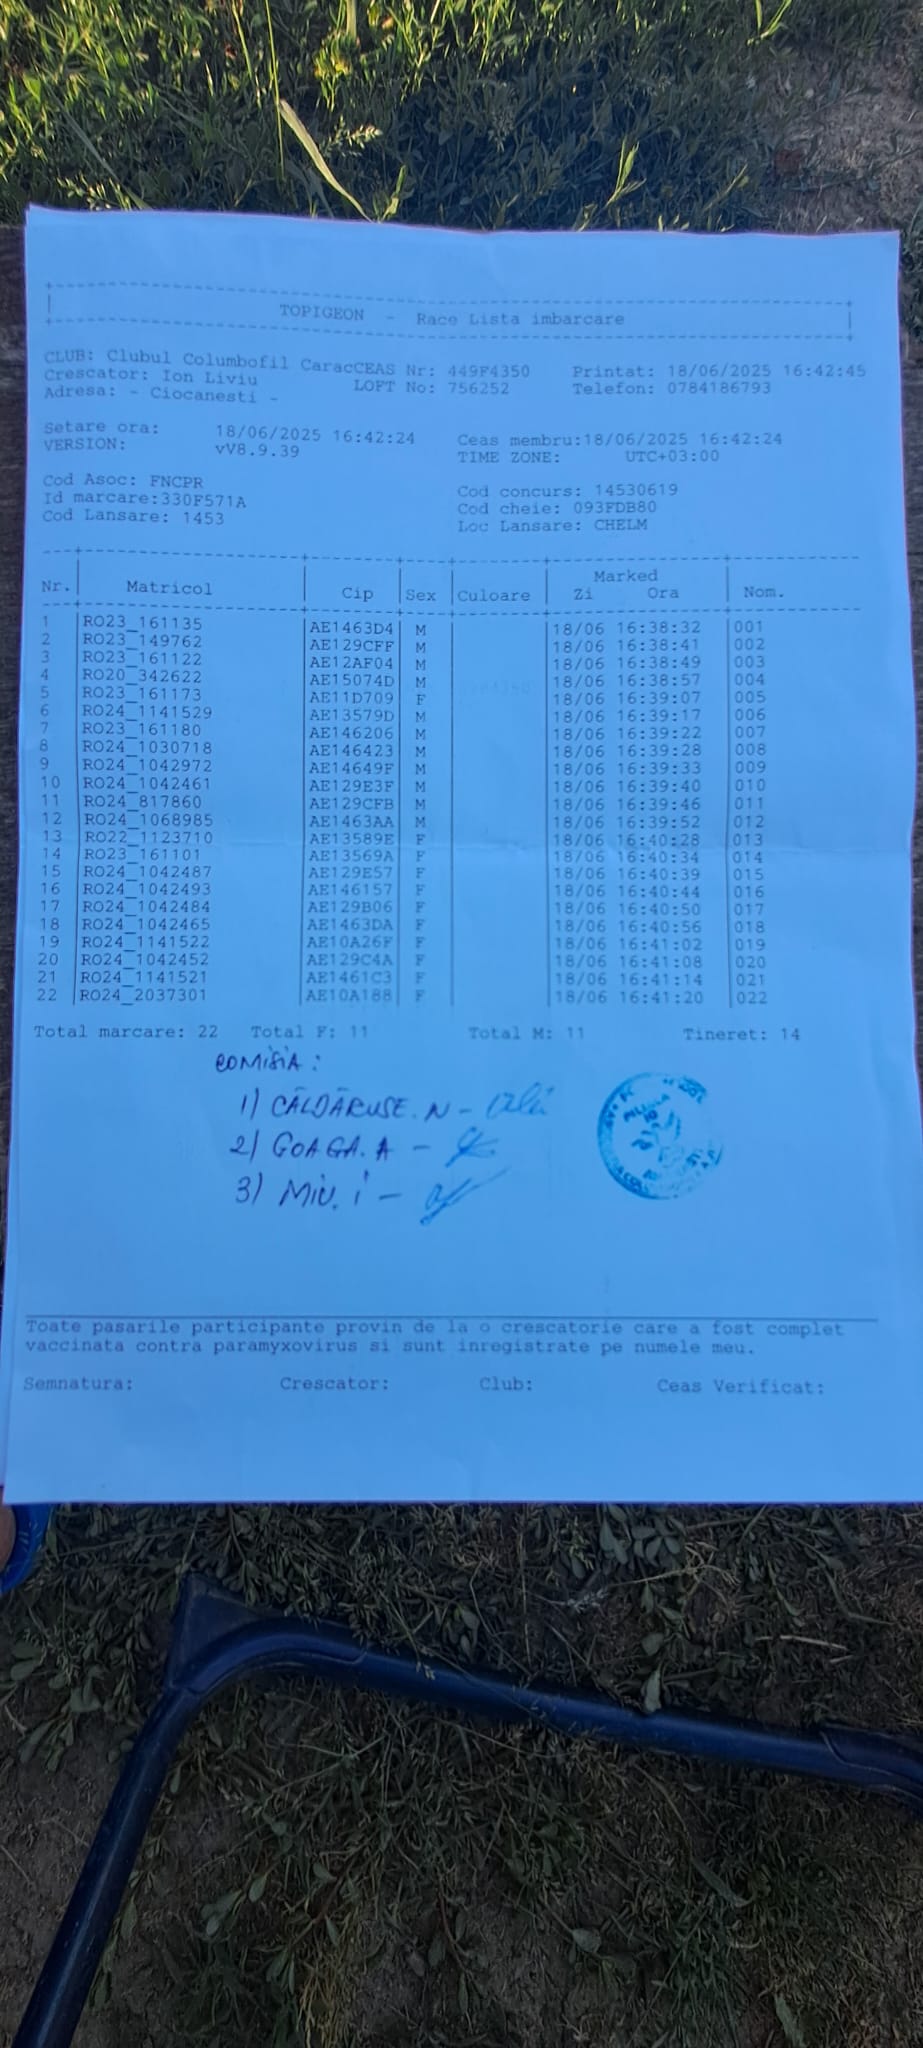 TOPIGEON - Race Lista imbarcare
CLUB: Clubul Columbofil CaracCEAS Nr: 449F4350 Printat: 18/06/2025 16:42:45
Crescator: Ion Liviu LOFT No: 756252 Telefon: 0784186793
Adresa: - Ciocanesti -
Setare ora: 18/06/2025 16:42:24 Ceas membru:18/06/2025 16:42:24
VERSION: vV8.9.39 TIME ZONE: UTC+03:00
Cod Asoc: FNCPR Cod concurs: 14530619
Id marcare:330F571A Cod cheie: 093FDB80
Cod Lansare: 1453 Loc Lansare: CHELM
Marked
Nr. Matricol Cip Sex Culoare Zi Ora Nom.
1 RO23_161135 AE1463D4 M 18/06 16:38:32 001
2 RO23_149762 AE129CFF M 18/06 16:38:41 002
3 RO23_161122 AE12AF04 M 18/06 16:38:49 003
4 RO20_342622 AE15074D M 18/06 16:38:57 004
5 RO23_161173 AE11D709 F 18/06 16:39:07 005
6 RO24_1141529 AE13579D M 18/06 16:39:17 006
7 RO23_161180 AE146206 M 18/06 16:39:22 007
8 RO24_1030718 AE146423 M 18/06 16:39:28 008
9 RO24_1042972 AE14649F M 18/06 16:39:33 009
10 RO24_1042461 AE129E3F M 18/06 16:39:40 010
11 RO24_817860 AE129CFB M 18/06 16:39:46 011
12 RO24_1068985 AE1463AA M 18/06 16:39:52 012
13 RO22_1123710 AE13589E F 18/06 16:40:28 013
14 RO23_161101 AE13569A F 18/06 16:40:34 014
15 RO24_1042487 AE129E57 F 18/06 16:40:39 015
16 RO24_1042493 AE146157 F 18/06 16:40:44 016
17 RO24_1042484 AE129B06 F 18/06 16:40:50 017
18 RO24_1042465 AE1463DA F 18/06 16:40:56 018
19 RO24_1141522 AE10A26F F 18/06 16:41:02 019
20 RO24_1042452 AE129C4A F 18/06 16:41:08 020
21 RO24_1141521 AE1461C3 F 18/06 16:41:14 021
22 RO24_2037301 AE10A188 F 18/06 16:41:20 022
Total marcare: 22 Total F: 11 Total M: 11 Tineret: 14
COMISIA:
1) CĂLDĂRUSE.N -
2) GOAGA.A -
3) MIU. I -
Toate pasarile participante provin de la o crescatorie care a fost complet
vaccinata contra paramyxovirus si sunt inregistrate pe numele meu.
Semnatura: Crescator: Club: Ceas Verificat: